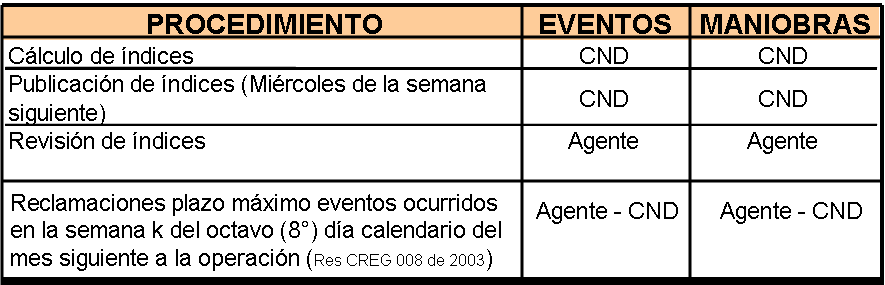 PROCEDIMIENTO EVENTOS MANIOBRAS
Cálculo de índices CND CND
Publicación de índices (Miércoles de la semana
siguiente) CND CND
Revisión de índices Agente Agente
Reclamaciones plazo máximo eventos ocurridos
en la semana k del octavo (8°) día calendario del
mes siguiente a la operación (Res CREG 008 de 2003)
Agente - CND Agente - CND